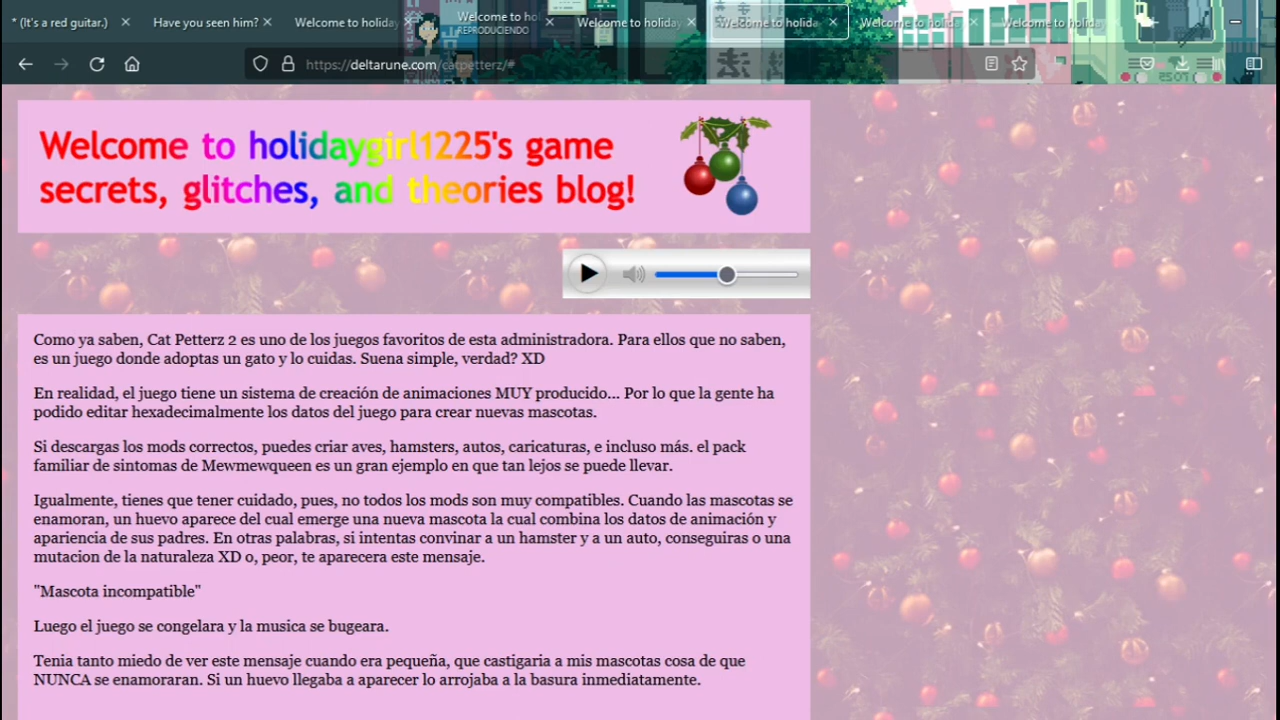 * (It's a red guitar.)
Have you seen him?
Welcome to holiday
Welcome to hol
REPRODUCIENDO
Welcome to holiday
Welcome to holida
Welcome to holida
Welcome to holiday
https://deltarune.com/catpetterz/#
Welcome to holidaygirl1225's game
secrets, glitches, and theories blog!
Como ya saben, Cat Petterz 2 es uno de los juegos favoritos de esta administradora. Para ellos que no saben,
es un juego donde adoptas un gato y lo cuidas. Suena simple, verdad? XD
En realidad, el juego tiene un sistema de creación de animaciones MUY producido... Por lo que la gente ha
podido editar hexadecimalmente los datos del juego para crear nuevas mascotas.
Si descargas los mods correctos, puedes criar aves, hamsters, autos, caricaturas, e incluso más. el pack
familiar de sintomas de Mewmewqueen es un gran ejemplo en que tan lejos se puede llevar.
Igualmente, tienes que tener cuidado, pues, no todos los mods son muy compatibles. Cuando las mascotas se
enamoran, un huevo aparece del cual emerge una nueva mascota la cual combina los datos de animación y
apariencia de sus padres. En otras palabras, si intentas convinar a un hamster y a un auto, conseguiras o una
mutacion de la naturaleza XD o, peor, te aparecera este mensaje.
"Mascota incompatible"
Luego el juego se congelara y la musica se bugeara.
Tenia tanto miedo de ver este mensaje cuando era pequeña, que castigaria a mis mascotas cosa de que
NUNCA se enamoraran. Si un huevo llegaba a aparecer lo arrojaba a la basura inmediatamente.